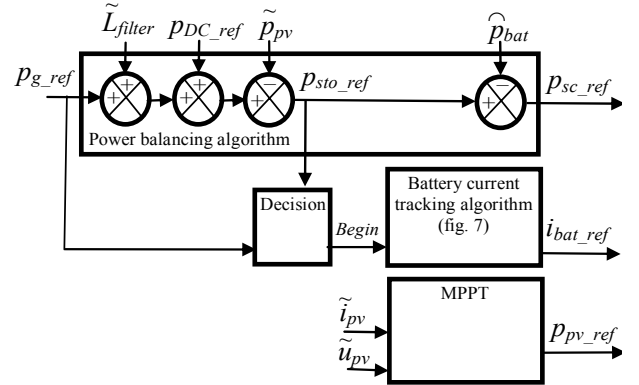 L̃filter
pDC_ref
p̃pv
p̂bat
pg_ref
+
+
+
+
−
+
psto_ref
−
+
psc_ref
Power balancing algorithm
Decision
Begin
Battery current
tracking algorithm
(fig. 7)
ibat_ref
MPPT
ĩpv
ũpv
ppv_ref